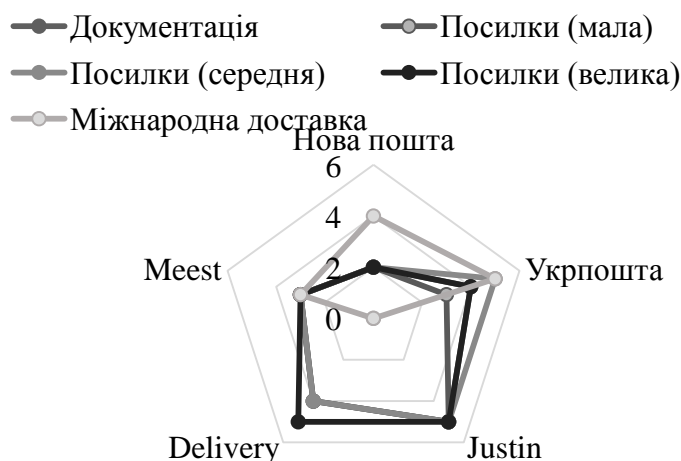 Документація
Посилки (мала)
Посилки (середня)
Посилки (велика)
Міжнародна доставка
Нова пошта
6
4
Meest
Укрпошта
2
0
Delivery
Justin